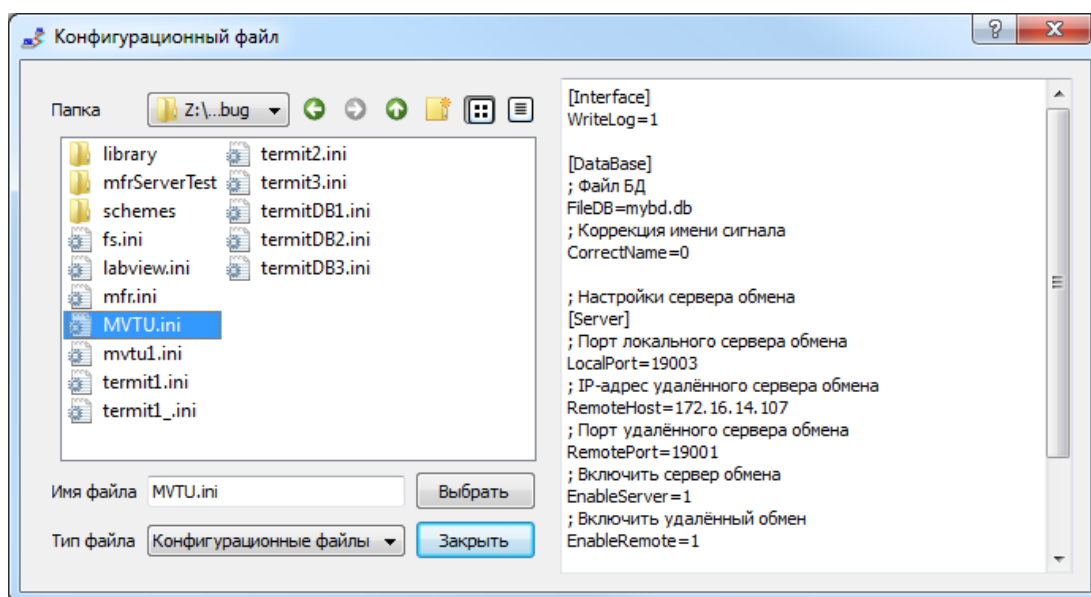 Конфигурационный файл
Папка
Z:\...bug
library
mfrServerTest
schemes
fs.ini
labview.ini
mfr.ini
MVTU.ini
mvtu1.ini
termit1.ini
termit1_.ini
termit2.ini
termit3.ini
termitDB1.ini
termitDB2.ini
termitDB3.ini
Имя файла MVTU.ini Выбрать
Тип файла Конфигурационные файлы Закрыть
[Interface]
WriteLog=1
[DataBase]
; Файл БД
FileDB=mybd.db
; Коррекция имени сигнала
CorrectName=0
; Настройки сервера обмена
[Server]
; Порт локального сервера обмена
LocalPort=19003
; IP-адрес удалённого сервера обмена
RemoteHost=172.16.14.107
; Порт удалённого сервера обмена
RemotePort=19001
; Включить сервер обмена
EnableServer=1
; Включить удалённый обмен
EnableRemote=1